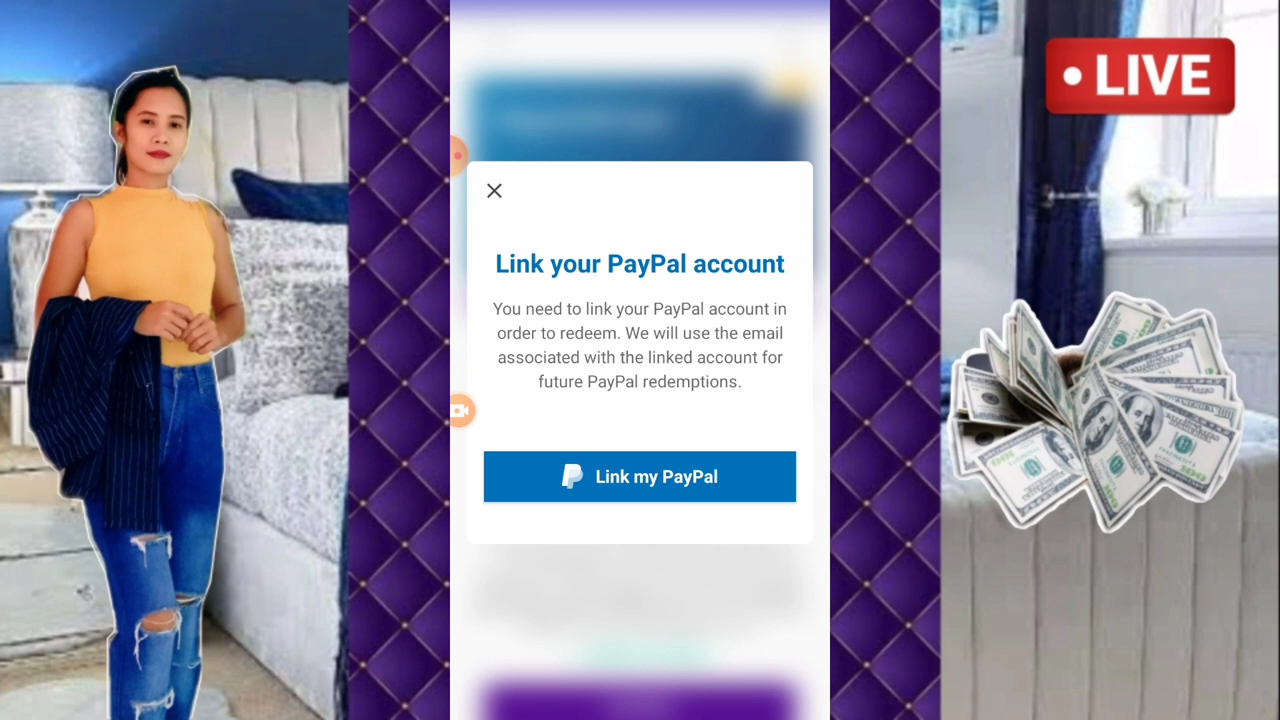 LIVE
Link your PayPal account
You need to link your PayPal account in
order to redeem. We will use the email
associated with the linked account for
future PayPal redemptions.
Link my PayPal